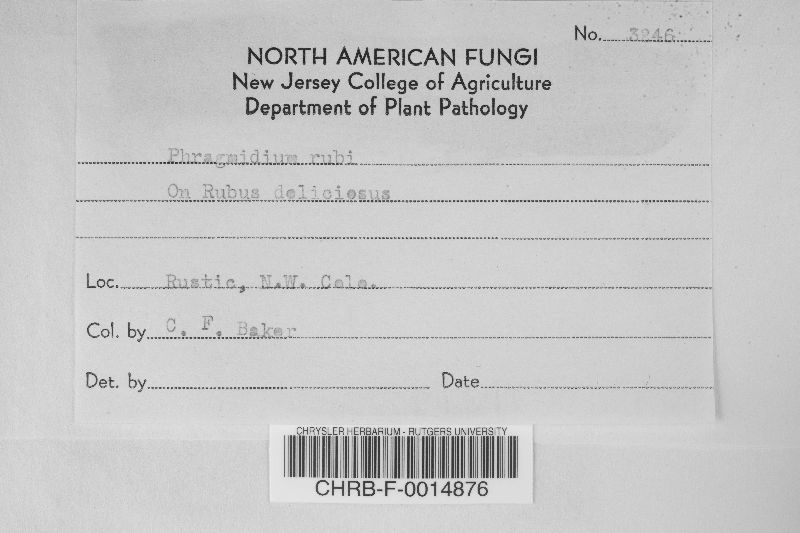 No. 3246
NORTH AMERICAN FUNGI
New Jersey College of Agriculture
Department of Plant Pathology
Phragmidium rubi
On Rubus deliciosus
Loc. Rustic, N.W. Colo.
Col. by C. F. Baker
Det. by
Date
CHRYSLER HERBARIUM - RUTGERS UNIVERSITY
CHRB-F-0014876